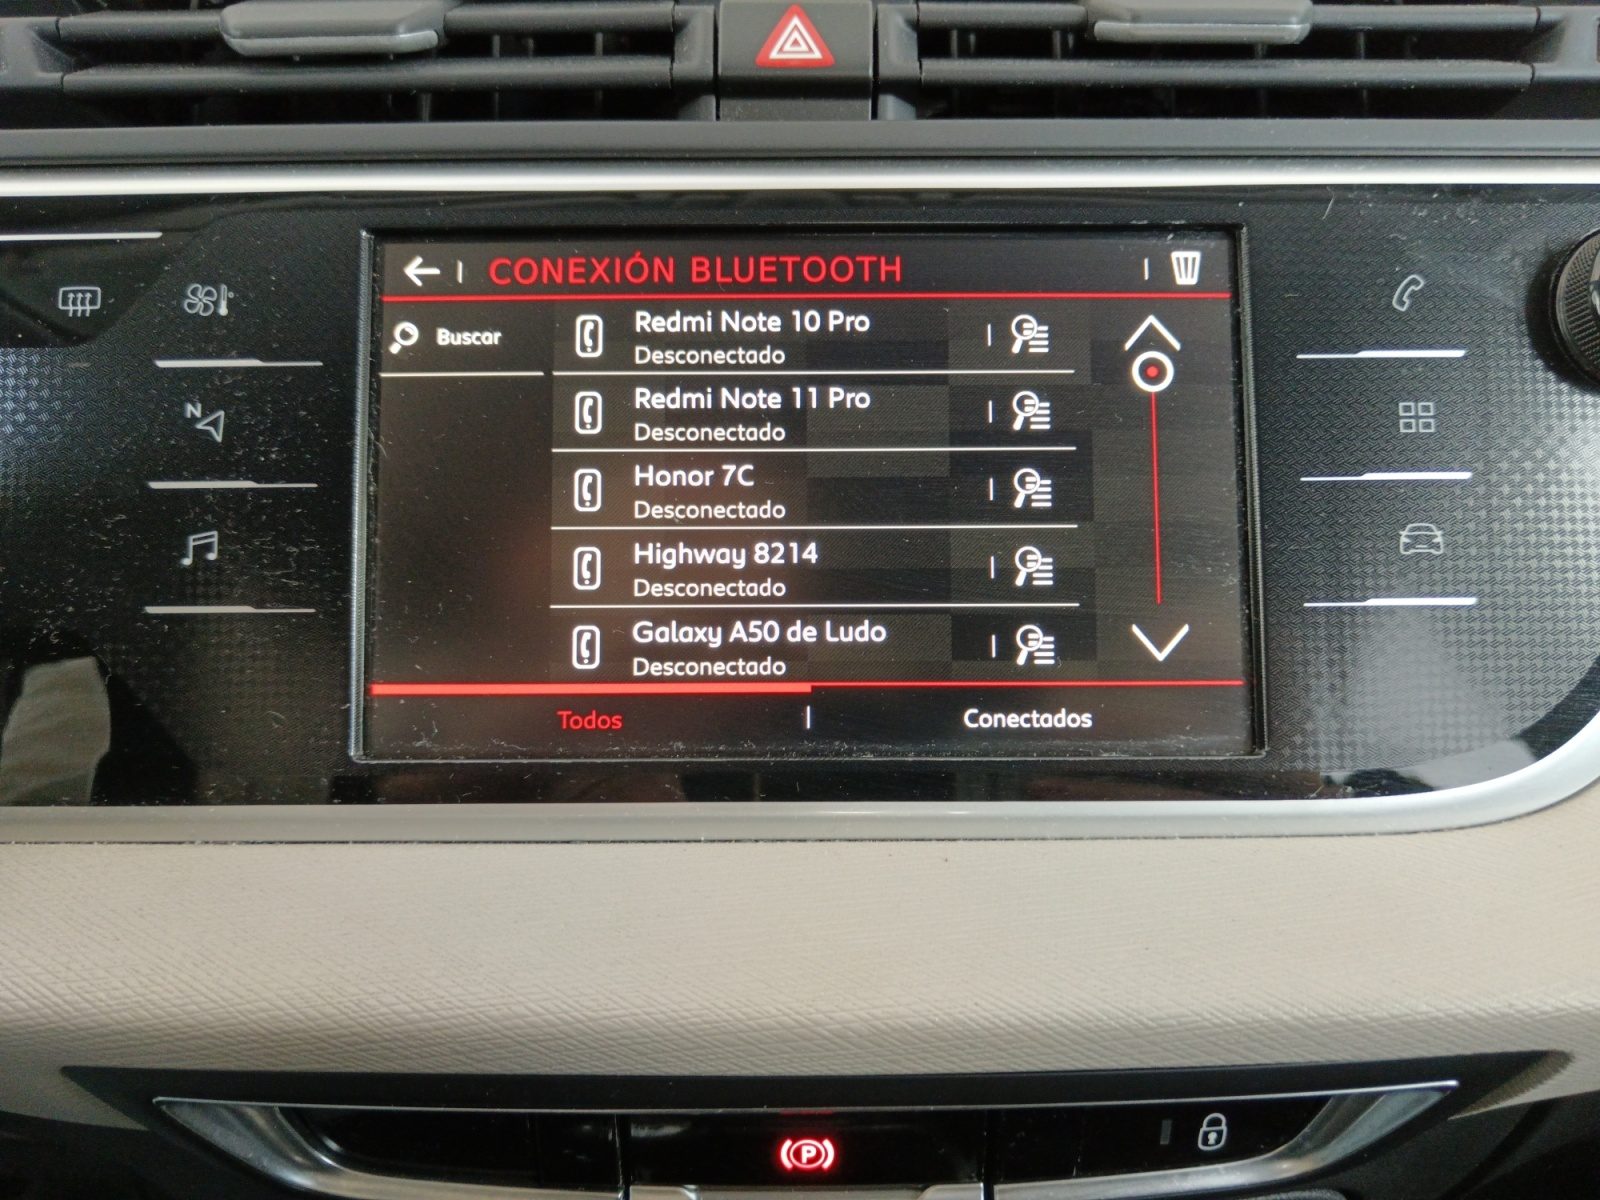 CONEXIÓN BLUETOOTH
Buscar
Redmi Note 10 Pro
Desconectado
Redmi Note 11 Pro
Desconectado
Honor 7C
Desconectado
Highway 8214
Desconectado
Galaxy A50 de Ludo
Desconectado
Todos
Conectados
N
P